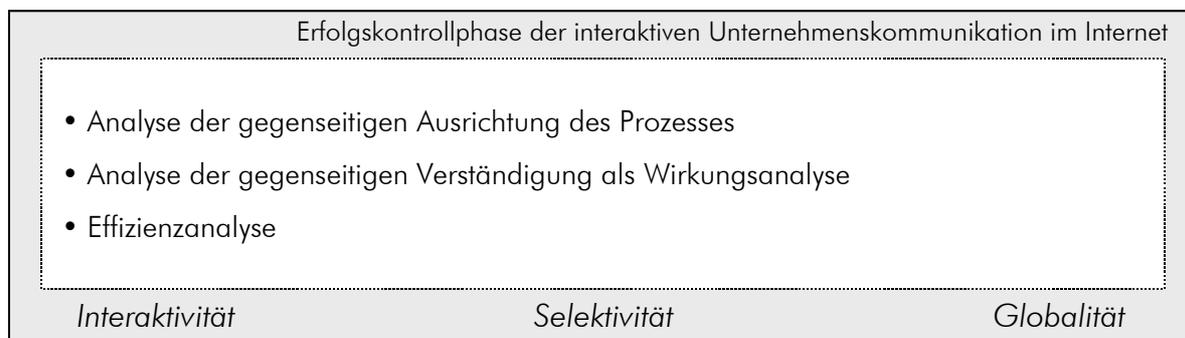 Erfolgskontrollphase der interaktiven Unternehmenskommunikation im Internet
• Analyse der gegenseitigen Ausrichtung des Prozesses
• Analyse der gegenseitigen Verständigung als Wirkungsanalyse
• Effizienzanalyse
Interaktivität Selektivität Globalität